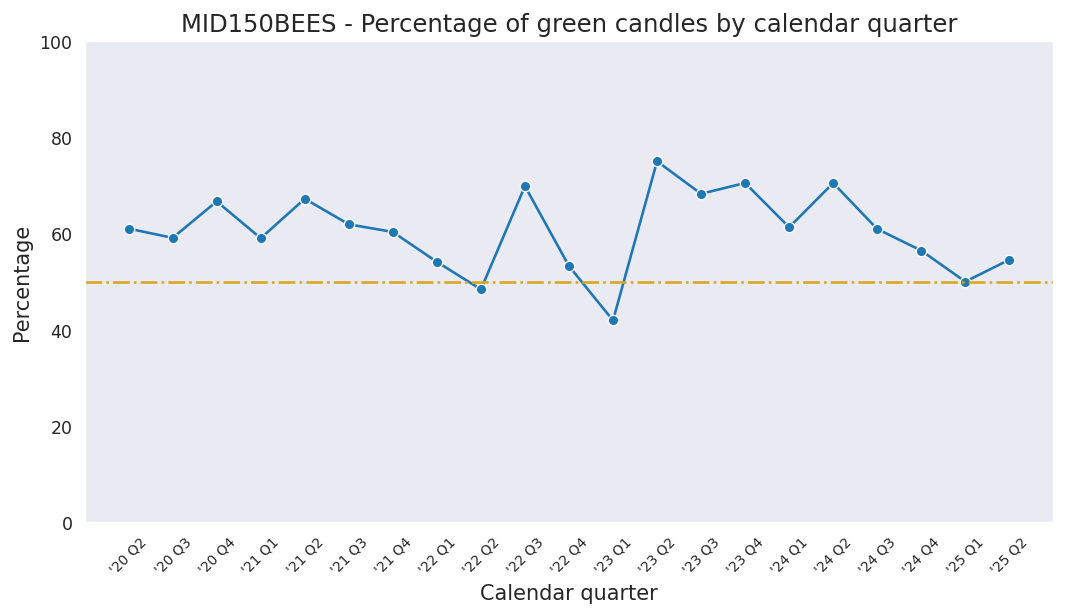 MID150BEES - Percentage of green candles by calendar quarter
100
80
60
40
20
0
Percentage
'20 Q2
'20 Q3
'20 Q4
'21 Q1
'21 Q2
'21 Q3
'21 Q4
'22 Q1
'22 Q2
'22 Q3
'22 Q4
'23 Q1
'23 Q2
'23 Q3
'23 Q4
'24 Q1
'24 Q2
'24 Q3
'24 Q4
'25 Q1
'25 Q2
Calendar quarter